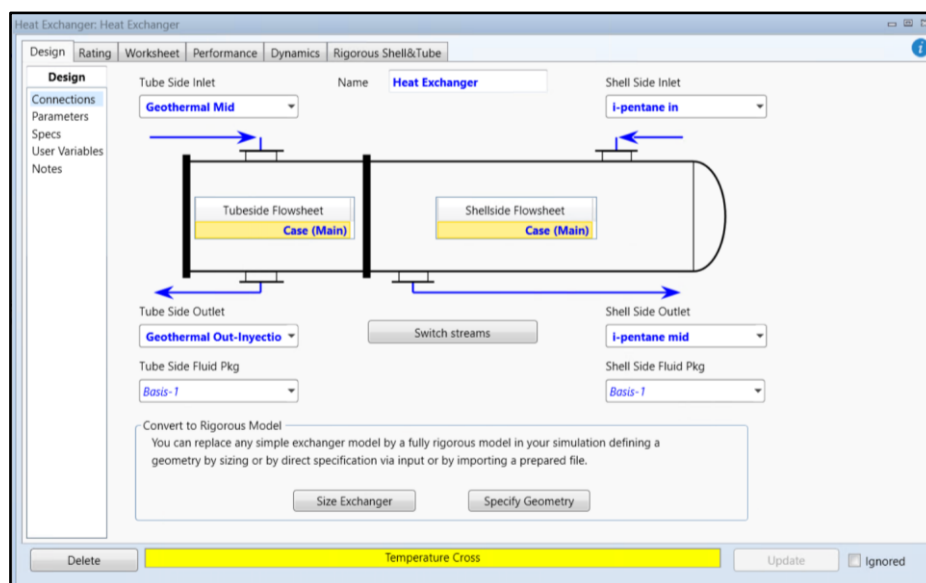 Heat Exchanger: Heat Exchanger
Design
Rating
Worksheet
Performance
Dynamics
Rigorous Shell&Tube
i
Design
Connections
Parameters
Specs
User Variables
Notes
Tube Side Inlet
Name
Heat Exchanger
Shell Side Inlet
Geothermal Mid
i-pentane in
Tubeside Flowsheet
Case (Main)
Shellside Flowsheet
Case (Main)
Tube Side Outlet
Shell Side Outlet
Geothermal Out-Inyectio
Switch streams
i-pentane mid
Tube Side Fluid Pkg
Shell Side Fluid Pkg
Basis-1
Basis-1
Convert to Rigorous Model
You can replace any simple exchanger model by a fully rigorous model in your simulation defining a
geometry by sizing or by direct specification via input or by importing a prepared file.
Size Exchanger
Specify Geometry
Delete
Temperature Cross
Update
Ignored